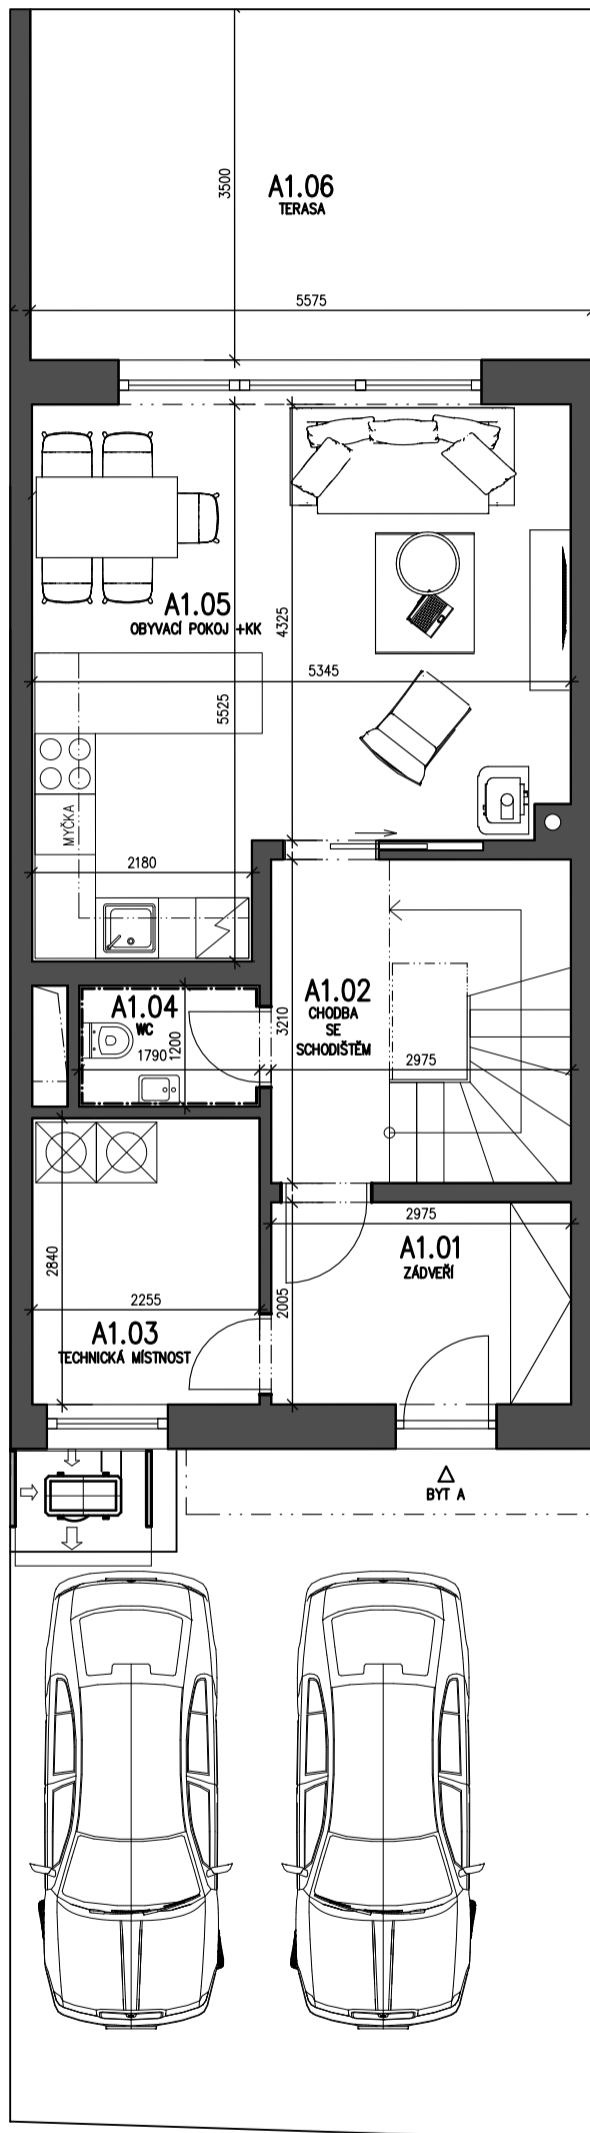 3500
A1.06
TERASA
5575
A1.05
OBYVACÍ POKOJ +KK
4325
5345
5525
MYČKA
2180
A1.04
WC
1790
1200
A1.02
CHODBA
SE
SCHODIŠTĚM
3210
2975
2975
A1.01
ZÁDVEŘÍ
2840
2255
2005
A1.03
TECHNICKÁ MÍSTNOST
BYT A